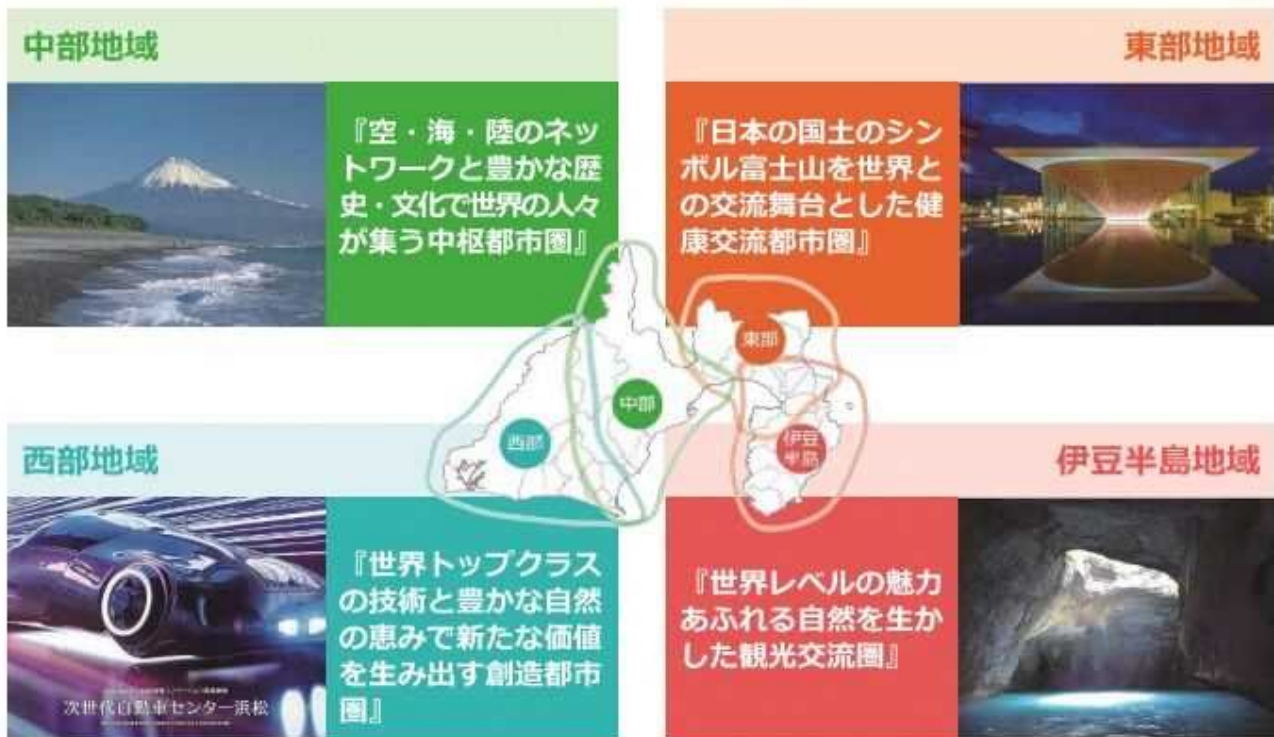 中部地域
『空・海・陸のネッ
トワークと豊かな歴
史・文化で世界の人々
が集う中枢都市圏』
東部地域
『日本の国土のシン
ボル富士山を世界と
の交流舞台とした健
康交流都市圏』
東部
中部
西部
伊豆
半島
西部地域
次世代自動車センター浜松
『世界トップクラス
の技術と豊かな自然
の恵みで新たな価値
を生み出す創造都市
圏』
伊豆半島地域
『世界レベルの魅力
あふれる自然を生か
した観光交流圏』